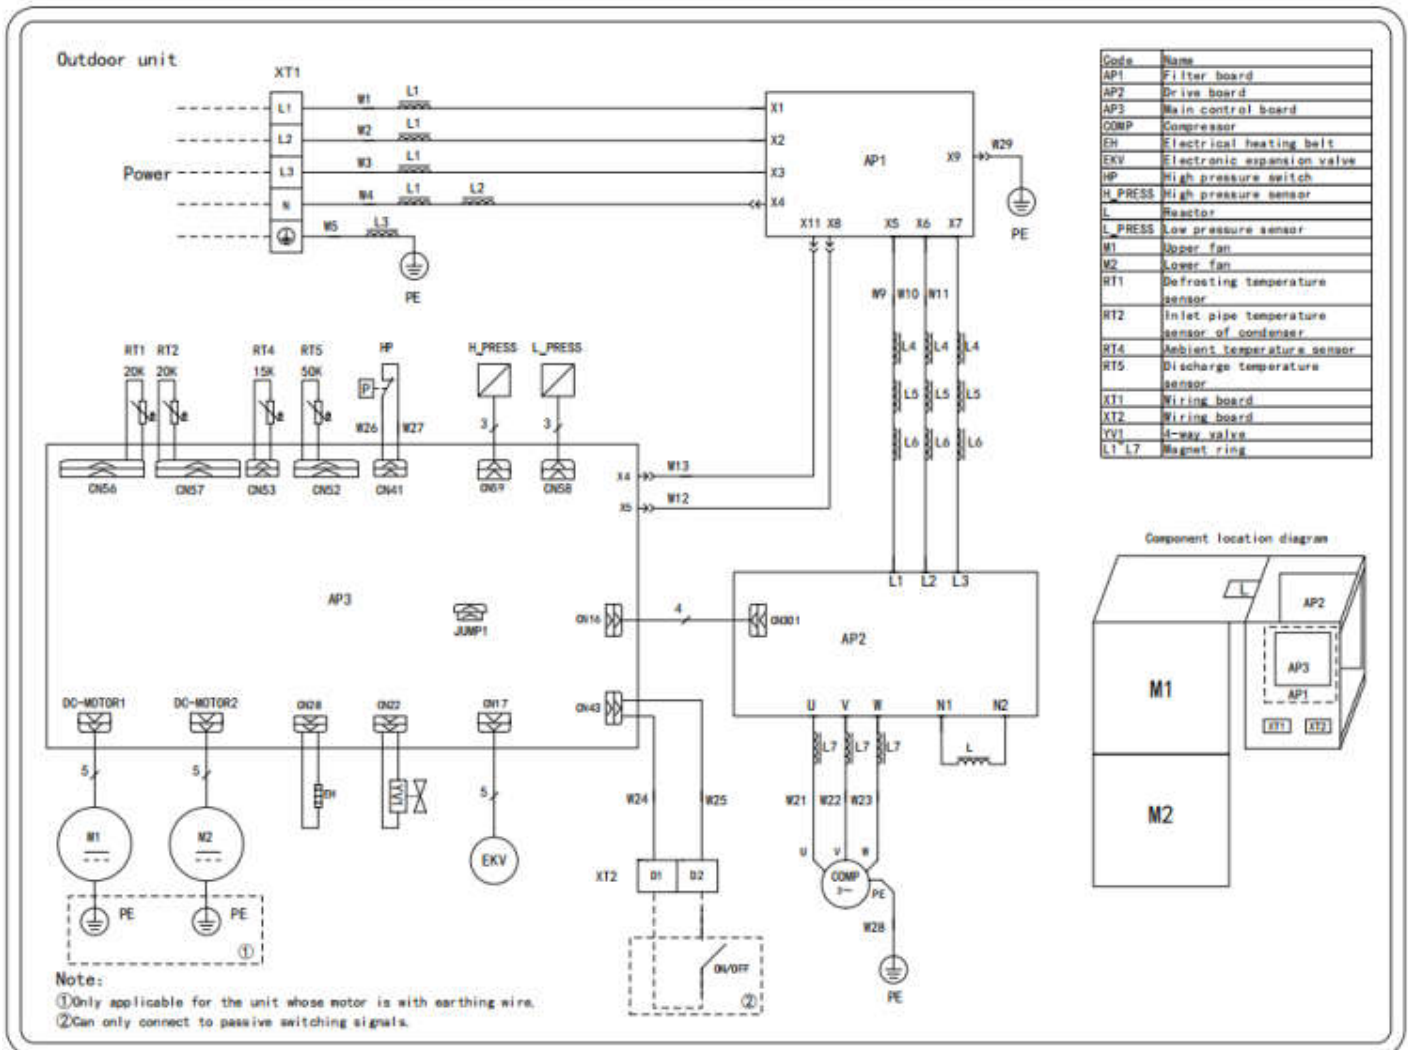 Outdoor unit
XT1
L1 W1 L1 X1
L2 W2 L1 X2
Power L3 W3 L1 X3
N W4 L1 L2 X4
W5 L3
PE
AP1 X9 W29
PE
X11 X8 X5 X6 X7
W9 W10 W11
L4 L4 L4
L5 L5 L5
L6 L6 L6
Code Name
AP1 Filter board
AP2 Drive board
AP3 Main control board
COMP Compressor
EH Electrical heating belt
EKV Electronic expansion valve
HP High pressure switch
H_PRESS High pressure sensor
L Reactor
L_PRESS Low pressure sensor
M1 Upper fan
M2 Lower fan
RT1 Defrosting temperature
sensor
RT2 Inlet pipe temperature
sensor of condenser
RT4 Ambient temperature sensor
RT5 Discharge temperature
sensor
XT1 Wiring board
XT2 Wiring board
YV1 4-way valve
L1~L7 Magnet ring
RT1 RT2 RT4 RT5 HP H_PRESS L_PRESS
20K 20K 15K 50K
P
W26 W27 3 3
CN56 CN57 CN53 CN52 CN41 CN59 CN58
X4 W13
X5 W12
AP3
JUMP1
CN16 4 CN301
L1 L2 L3
AP2
CN43
U V W N1 N2
DC-MOTOR1 DC-MOTOR2 CN28 CN22 CN17
L7 L7 L7 L
5 5 5
EH YV1
W24 W25 W21 W22 W23
M1 M2 EKV
U V W
XT2 D1 D2
COMP
3~
PE
W28
PE
PE PE
①
ON/OFF
②
Component location diagram
L
AP2
AP3
AP1
XT1 XT2
M1
M2
Note:
①Only applicable for the unit whose motor is with earthing wire.
②Can only connect to passive switching signals.